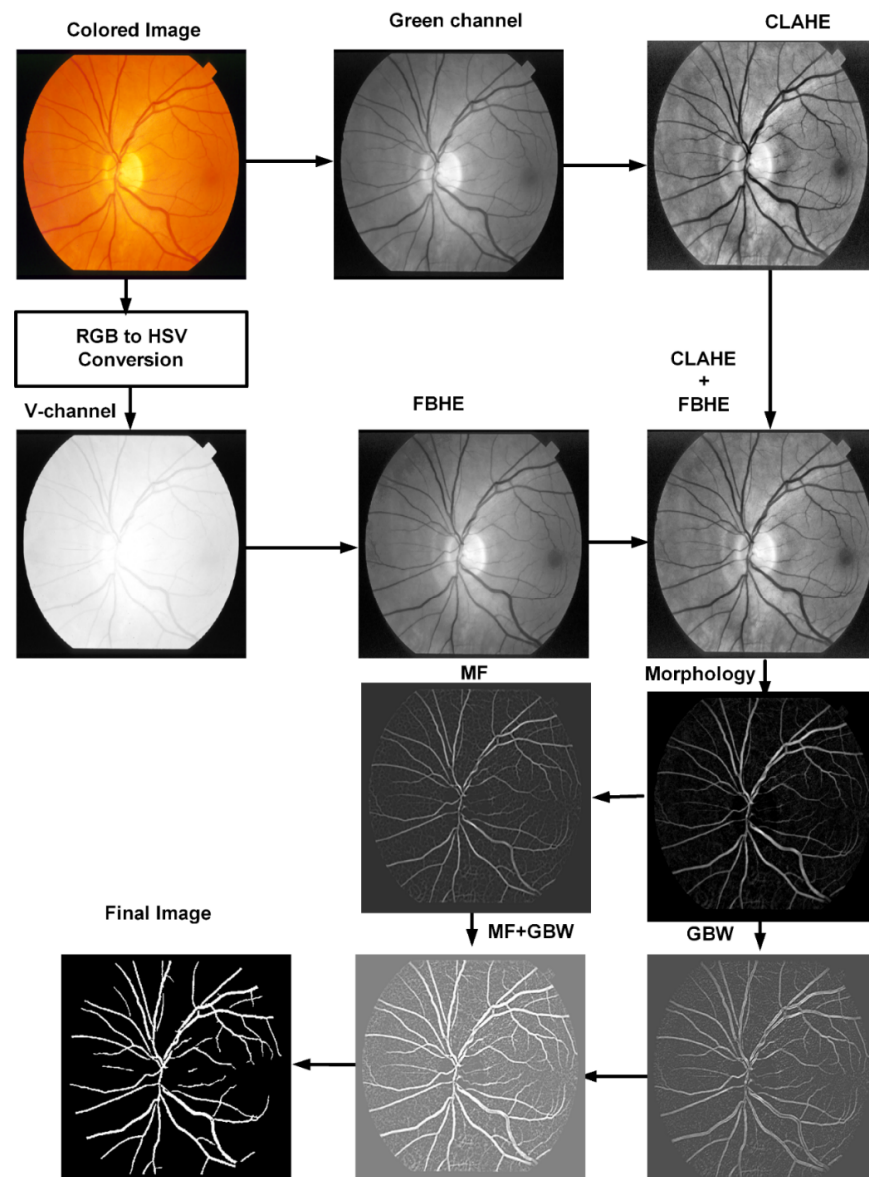 Colored Image
Green channel
CLAHE
RGB to HSV
Conversion
V-channel
FBHE
CLAHE
+
FBHE
MF
Morphology
Final Image
MF+GBW
GBW